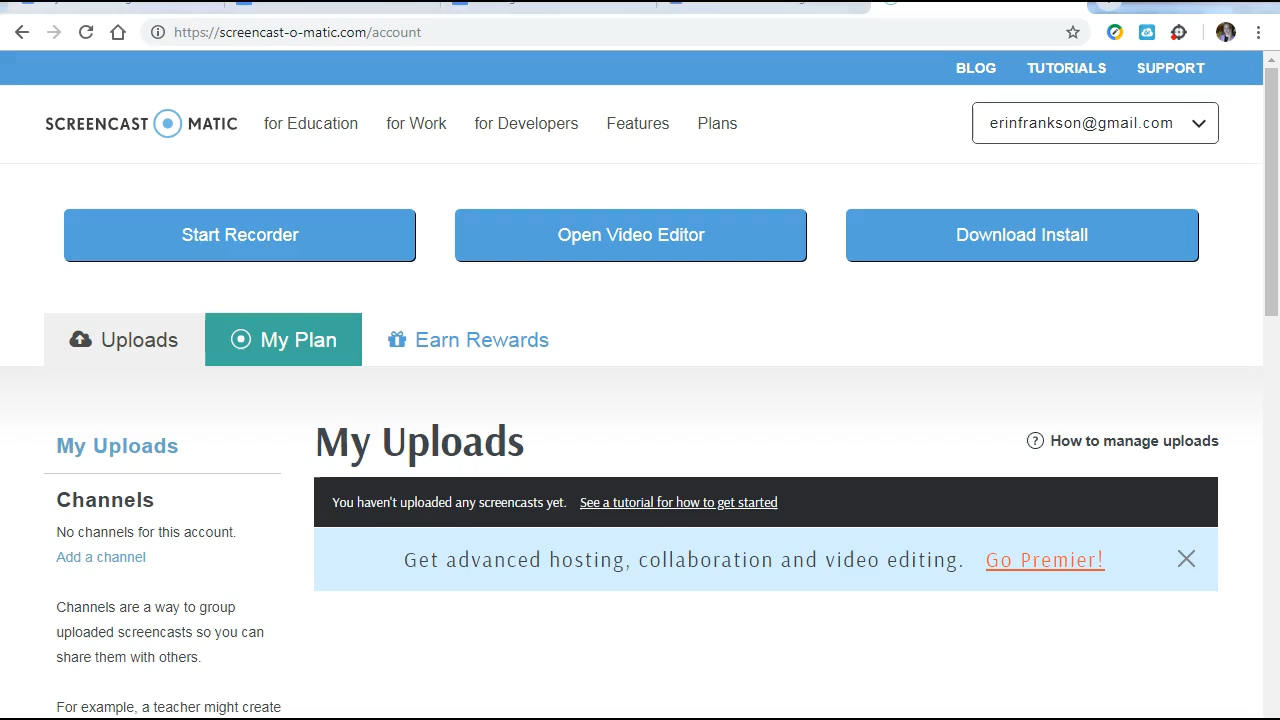 https://screencast-o-matic.com/account
BLOG TUTORIALS SUPPORT
SCREENCAST MATIC for Education for Work for Developers Features Plans erinfrankson@gmail.com
Start Recorder Open Video Editor Download Install
Uploads My Plan Earn Rewards
My Uploads
Channels
No channels for this account.
Add a channel
Channels are a way to group
uploaded screencasts so you can
share them with others.
For example, a teacher might create
My Uploads
? How to manage uploads
You haven't uploaded any screencasts yet. See a tutorial for how to get started
Get advanced hosting, collaboration and video editing. Go Premier!